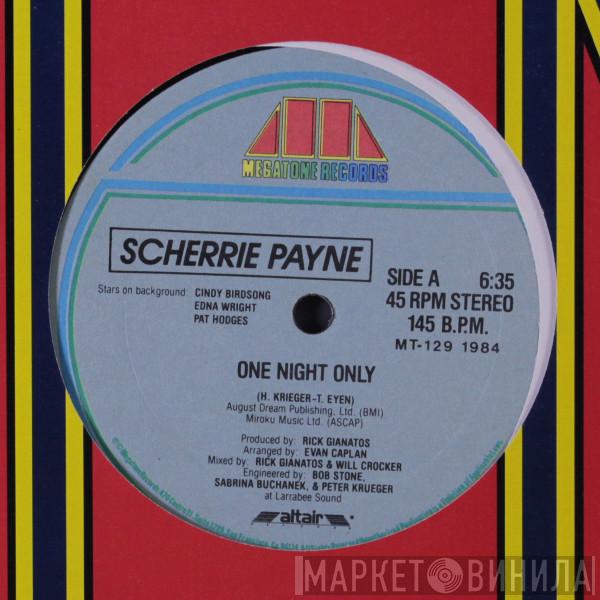 MEGATONE RECORDS
SCHERRIE PAYNE
Stars on background: CINDY BIRDSONG
EDNA WRIGHT
PAT HODGES
SIDE A 6:35
45 RPM STEREO
145 B.P.M.
MT-129 1984
ONE NIGHT ONLY
(H. KRIEGER-T. EYEN)
August Dream Publishing, Ltd. (BMI)
Miroku Music Ltd. (ASCAP)
Produced by: RICK GIANATOS
Arranged by: EVAN CAPLAN
Mixed by: RICK GIANATOS & WILL CROCKER
Engineered by: BOB STONE,
SABRINA BUCHANEK, & PETER KRUEGER
at Larrabee Sound
altair
МАРКЕТ ВИНИЛА